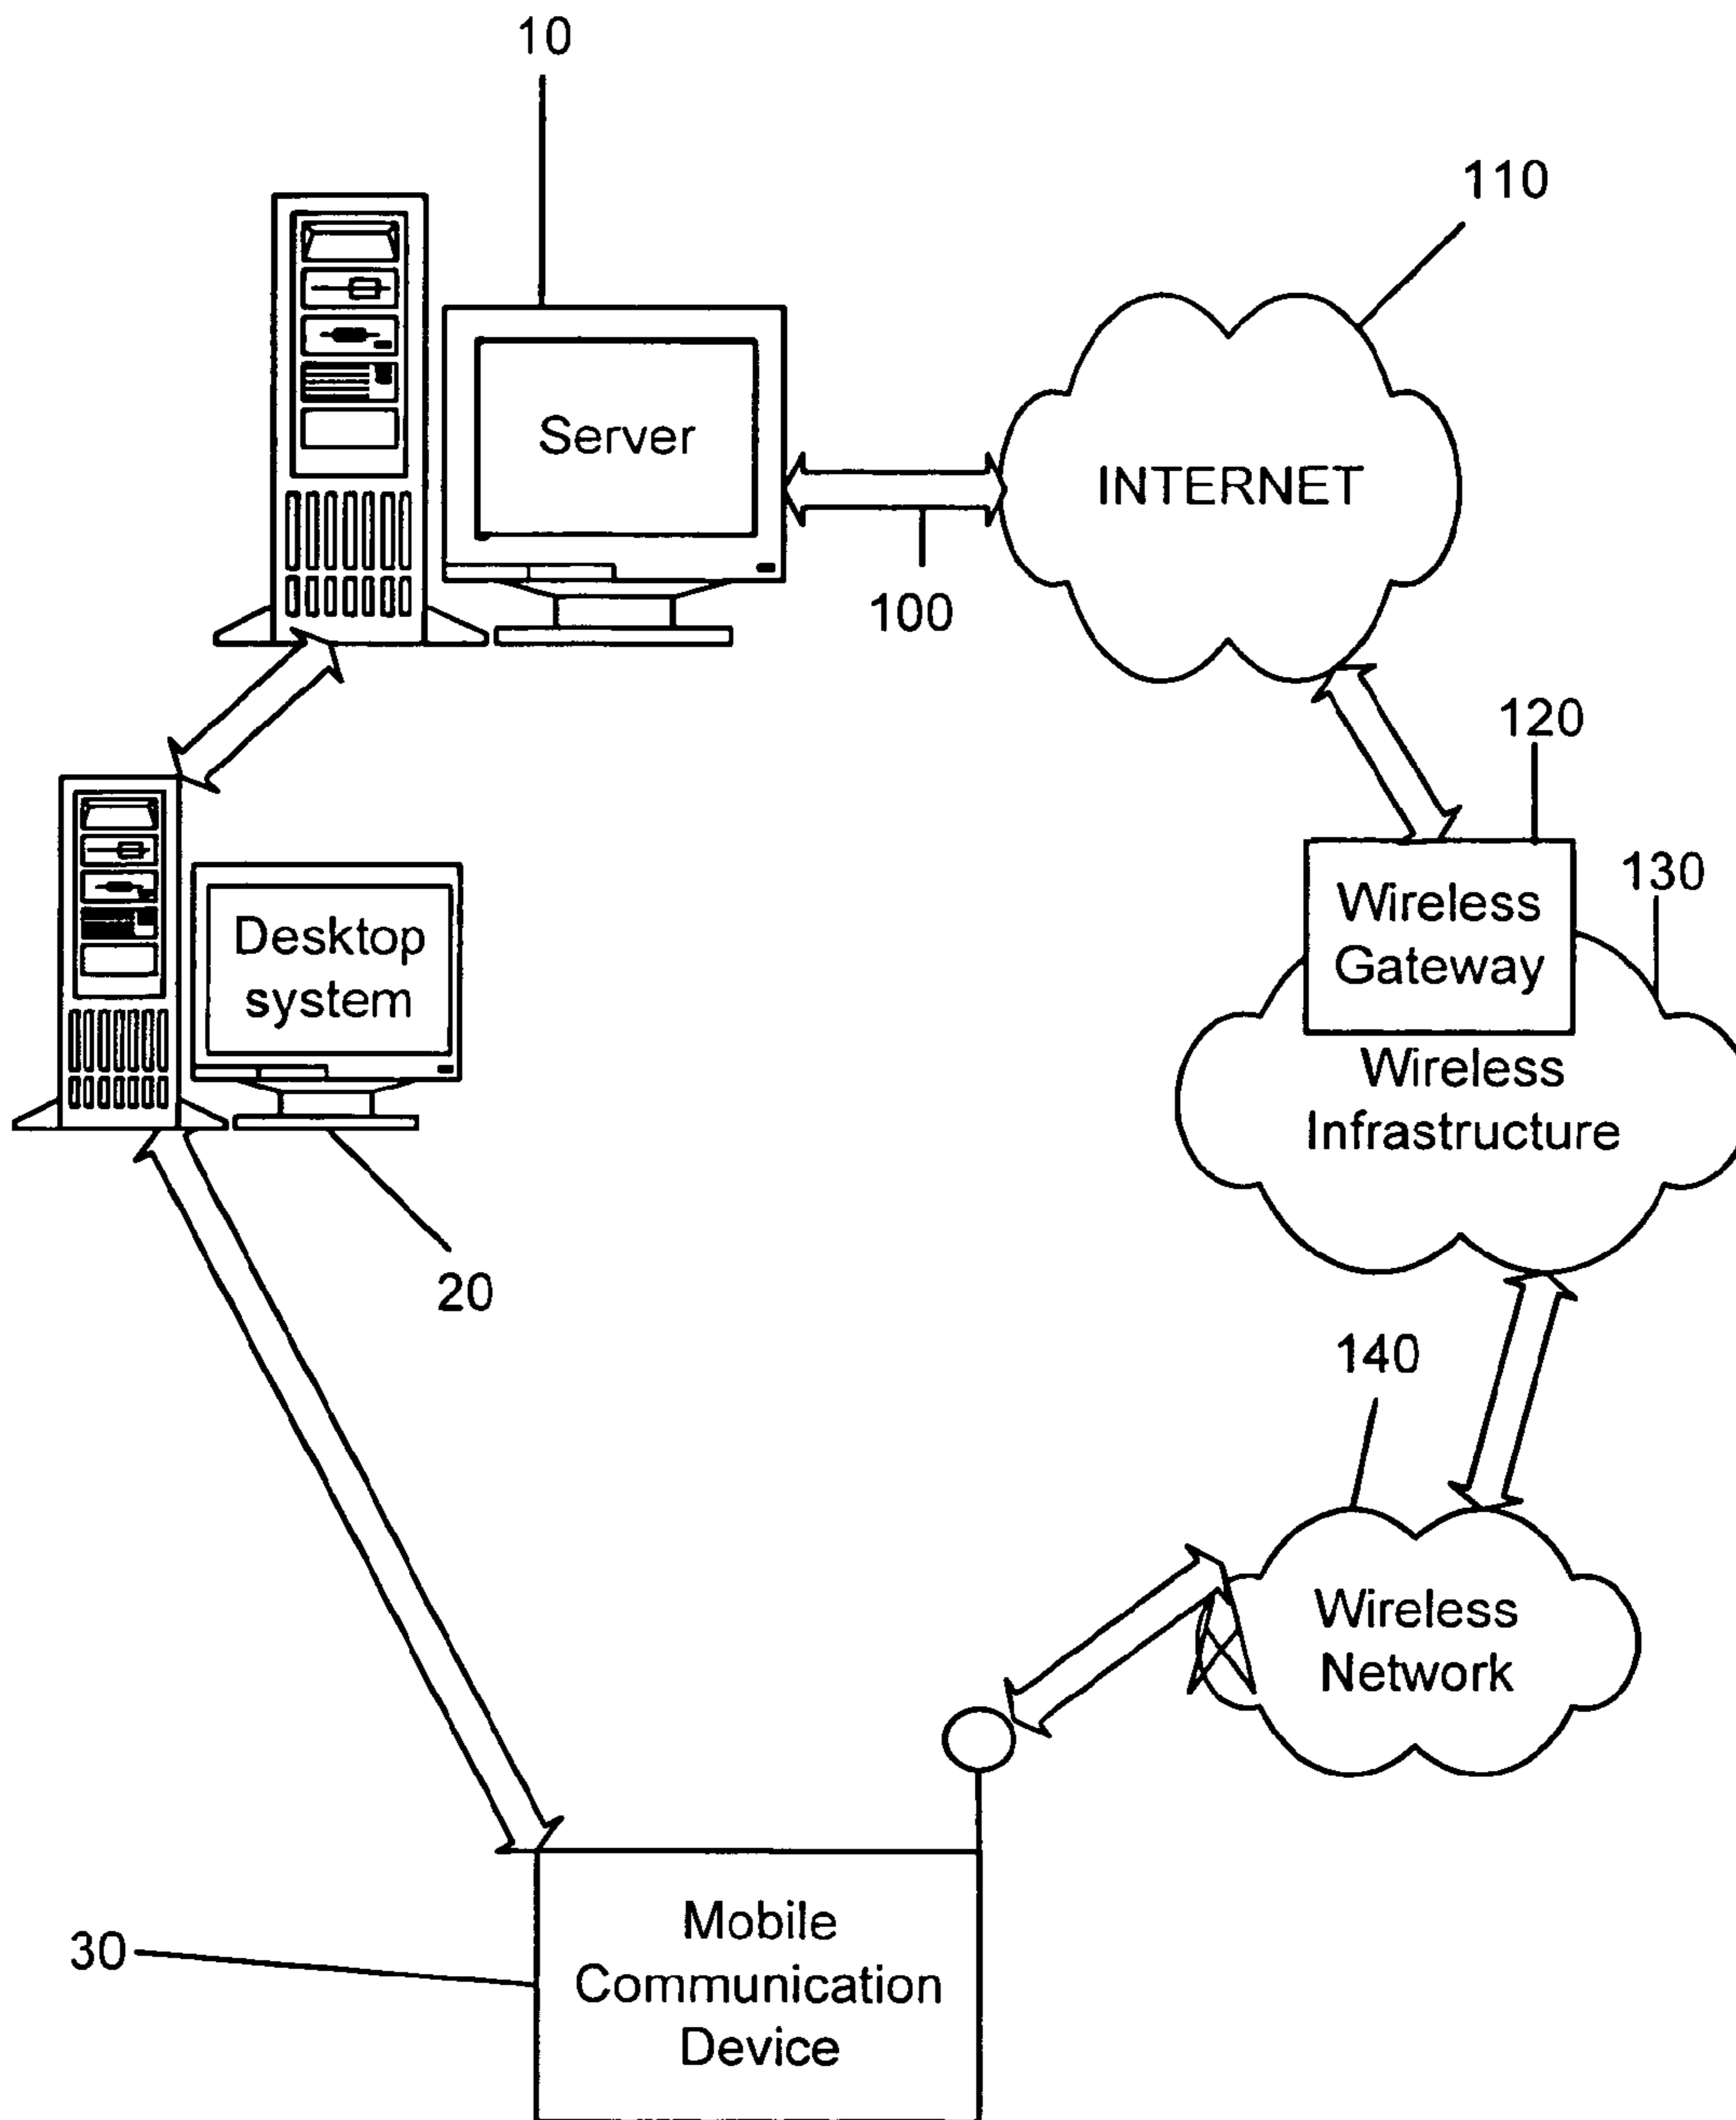 10
110
Server
INTERNET
100
120
130
Wireless
Gateway
Desktop
system
Wireless
Infrastructure
20
140
Wireless
Network
30
Mobile
Communication
Device